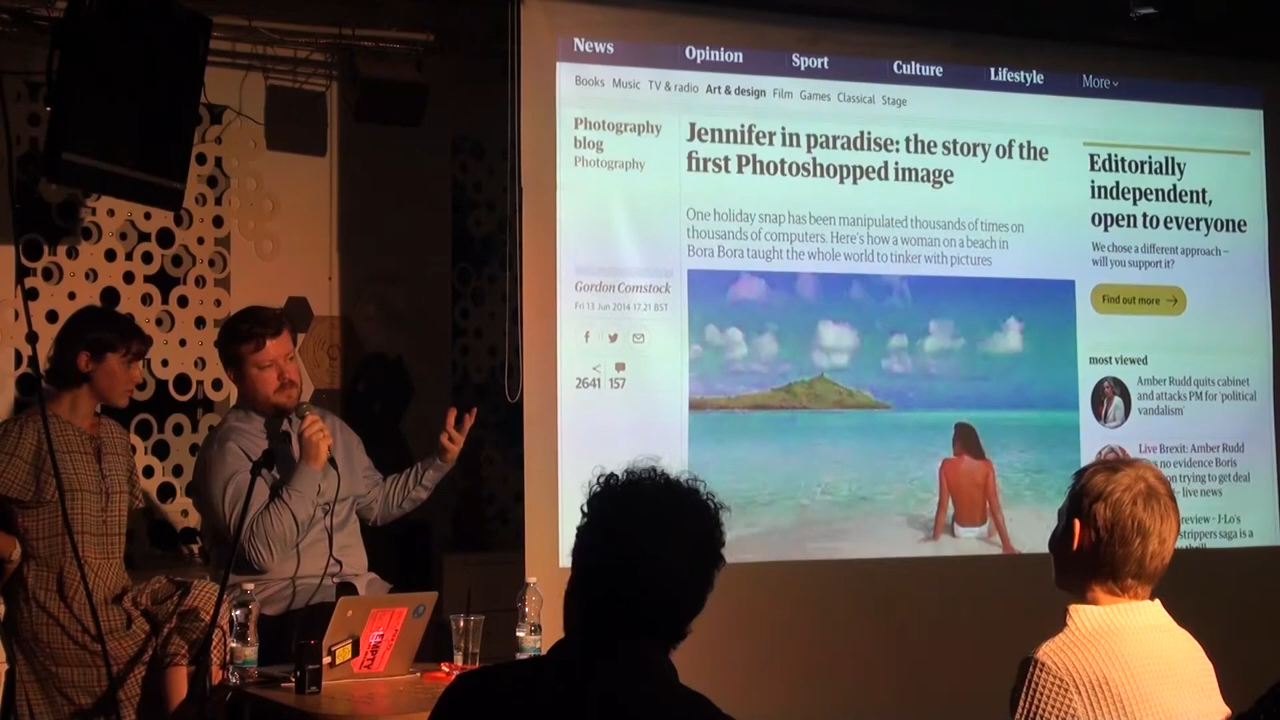 News Opinion Sport Culture Lifestyle More
Books Music TV & radio Art & design Film Games Classical Stage
Photography
blog
Photography
Jennifer in paradise: the story of the
first Photoshopped image
One holiday snap has been manipulated thousands of times on
thousands of computers. Here's how a woman on a beach in
Bora Bora taught the whole world to tinker with pictures
Gordon Comstock
Fri 13 Jun 2014 17.21 BST
2641 157
Editorially
independent,
open to everyone
We chose a different approach –
will you support it?
Find out more
most viewed
Amber Rudd quits cabinet
and attacks PM for 'political
vandalism'
Live Brexit: Amber Rudd
no evidence Boris
trying to get deal
– live news
review – J-Lo's
strippers saga is a
EMPTY